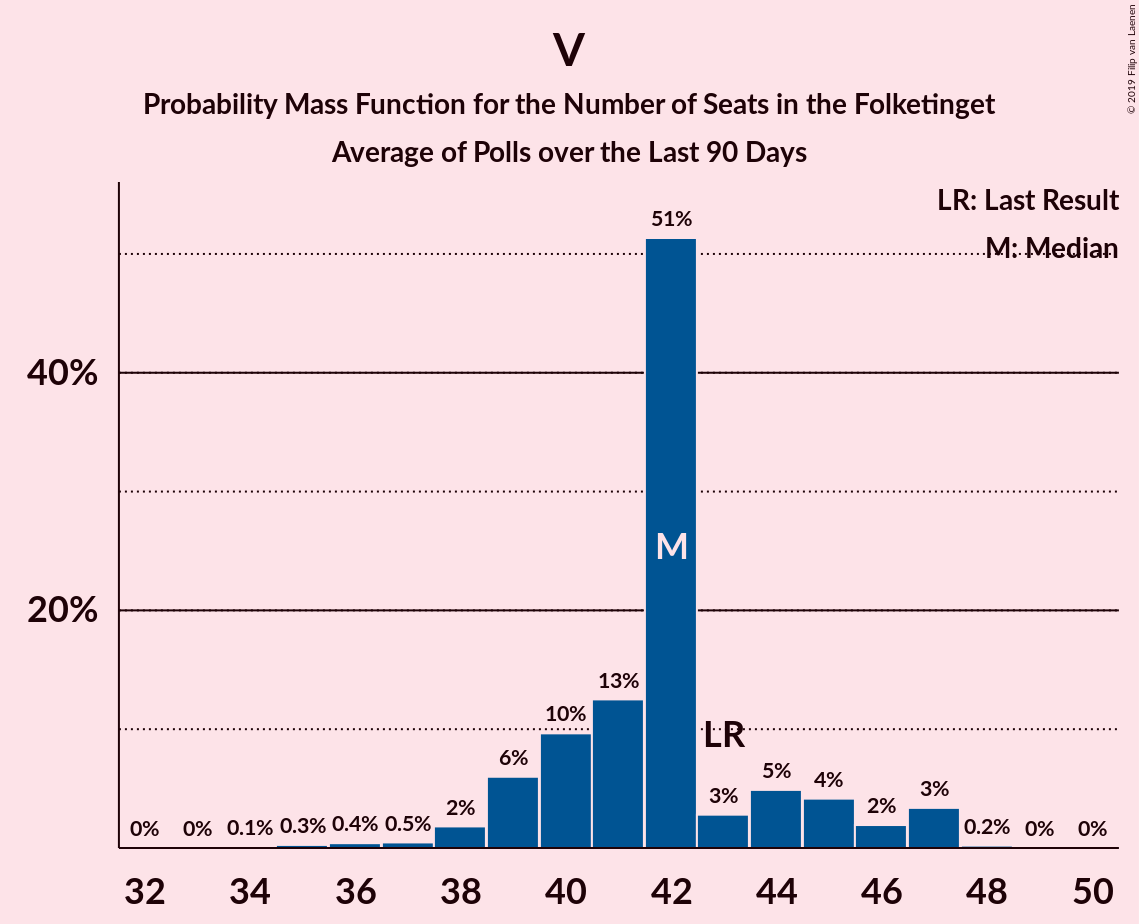 © 2019 Filip van Laenen
V
Probability Mass Function for the Number of Seats in the Folketinget
Average of Polls over the Last 90 Days
LR: Last Result
M: Median
40%
20%
0% 0% 0.1% 0.3% 0.4% 0.5% 2% 6% 10% 13% 51% 3% 5% 4% 2% 3% 0.2% 0% 0%
M
LR
32 34 36 38 40 42 44 46 48 50